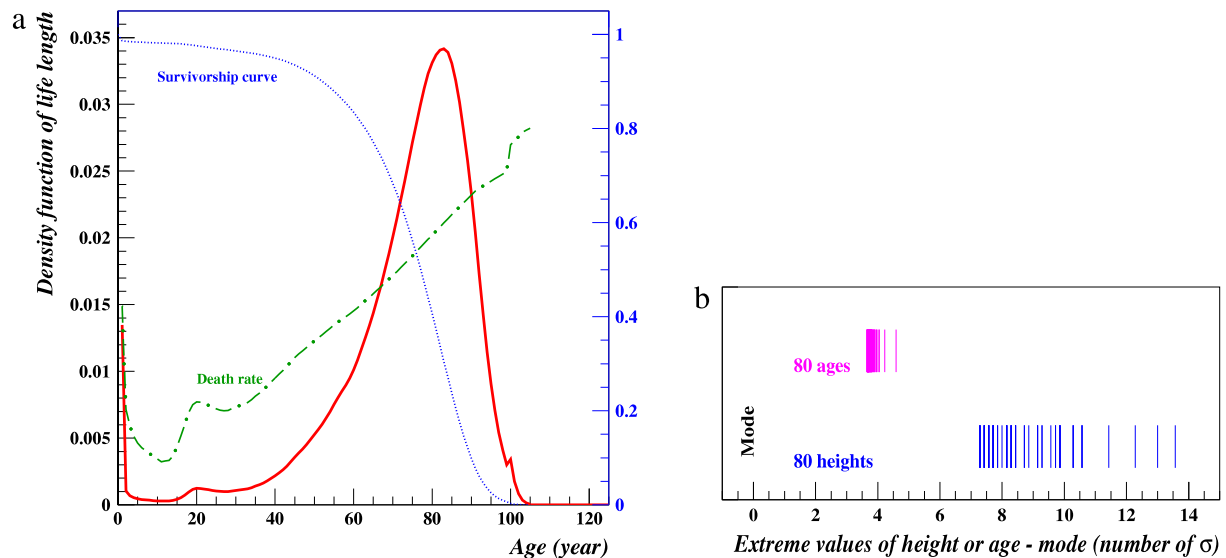 a
Density function of life length
0.035
0.03
0.025
0.02
0.015
0.01
0.005
0
1
0.8
0.6
0.4
0.2
0
Survivorship curve
Death rate
0 20 40 60 80 100 120
Age (year)
b
80 ages
Mode
80 heights
0 2 4 6 8 10 12 14
Extreme values of height or age - mode (number of σ)